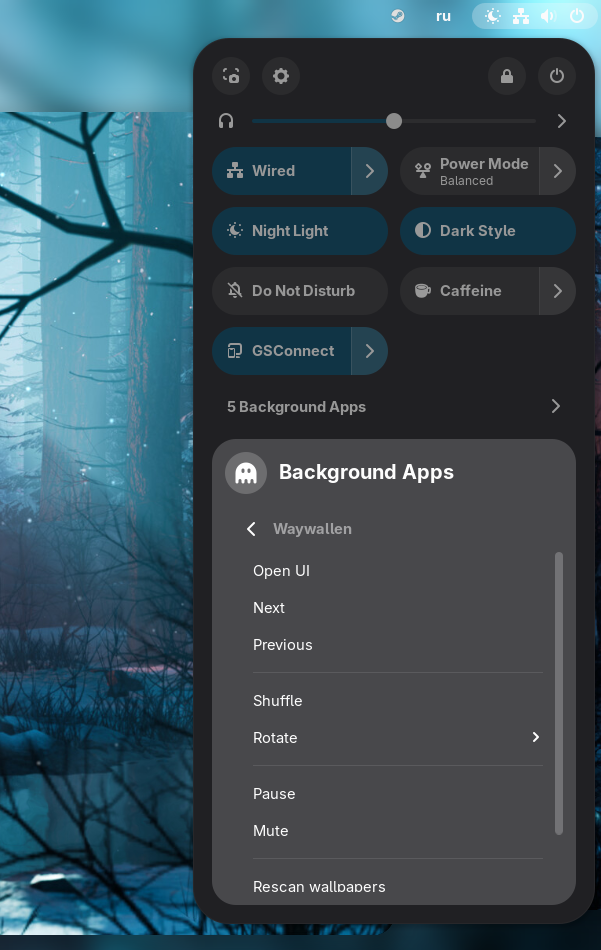 ru
Wired
Power Mode
Balanced
Night Light
Dark Style
Do Not Disturb
Caffeine
GSConnect
5 Background Apps
Background Apps
Waywallen
Open UI
Next
Previous
Shuffle
Rotate
Pause
Mute
Rescan wallpapers